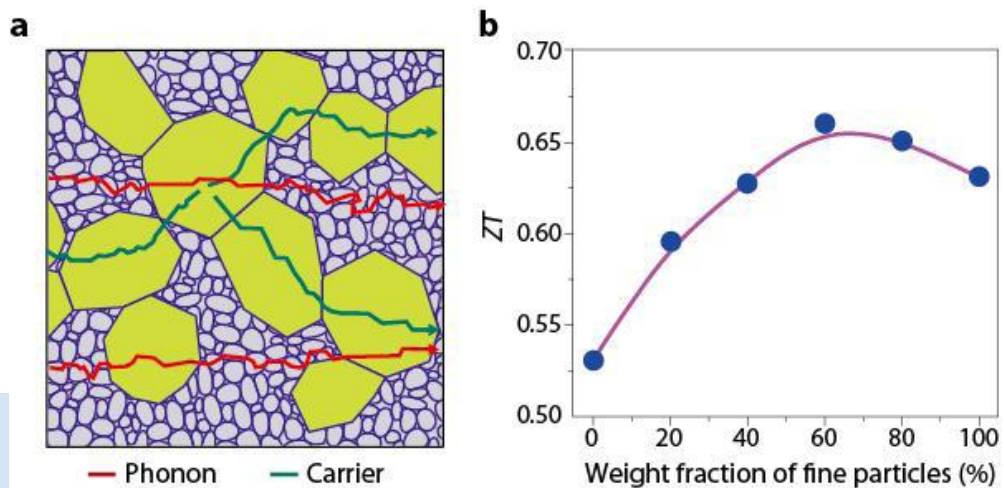 a
Phonon
Carrier
b
0.70
0.65
0.60
0.55
0.50
ZT
0 20 40 60 80 100
Weight fraction of fine particles (%)